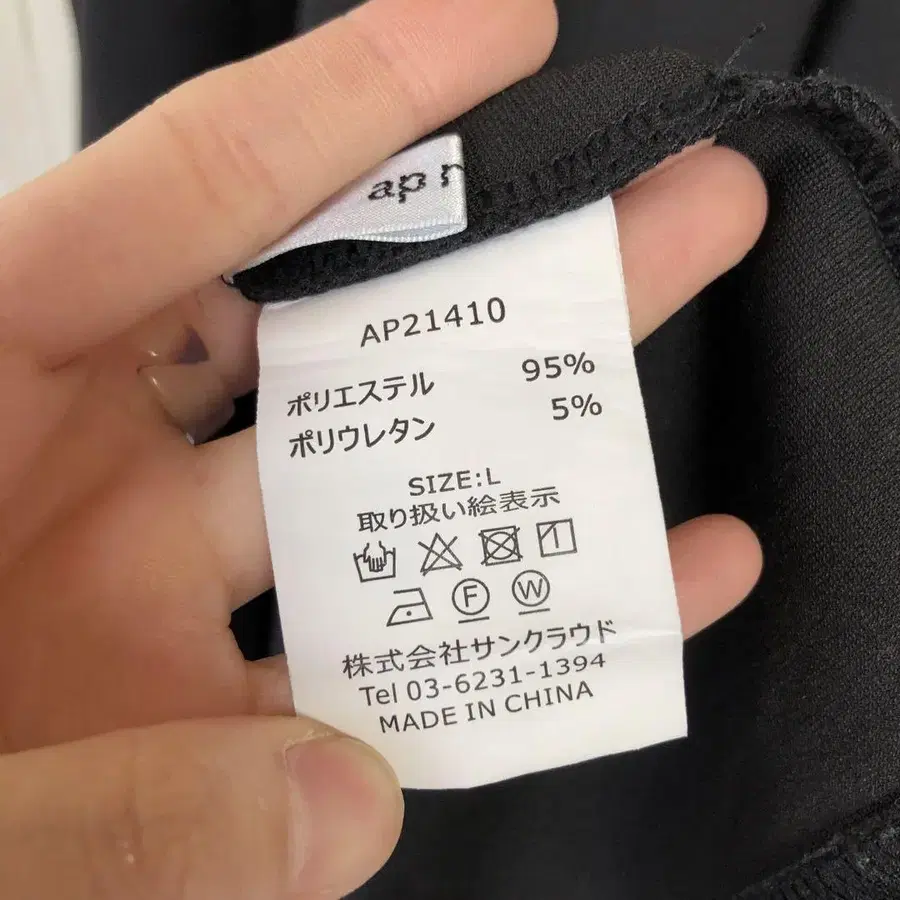 ap
AP21410
ポリエステル 95%
ポリウレタン 5%
SIZE:L
取り扱い絵表示
F W
株式会社サンクラウド
Tel 03-6231-1394
MADE IN CHINA